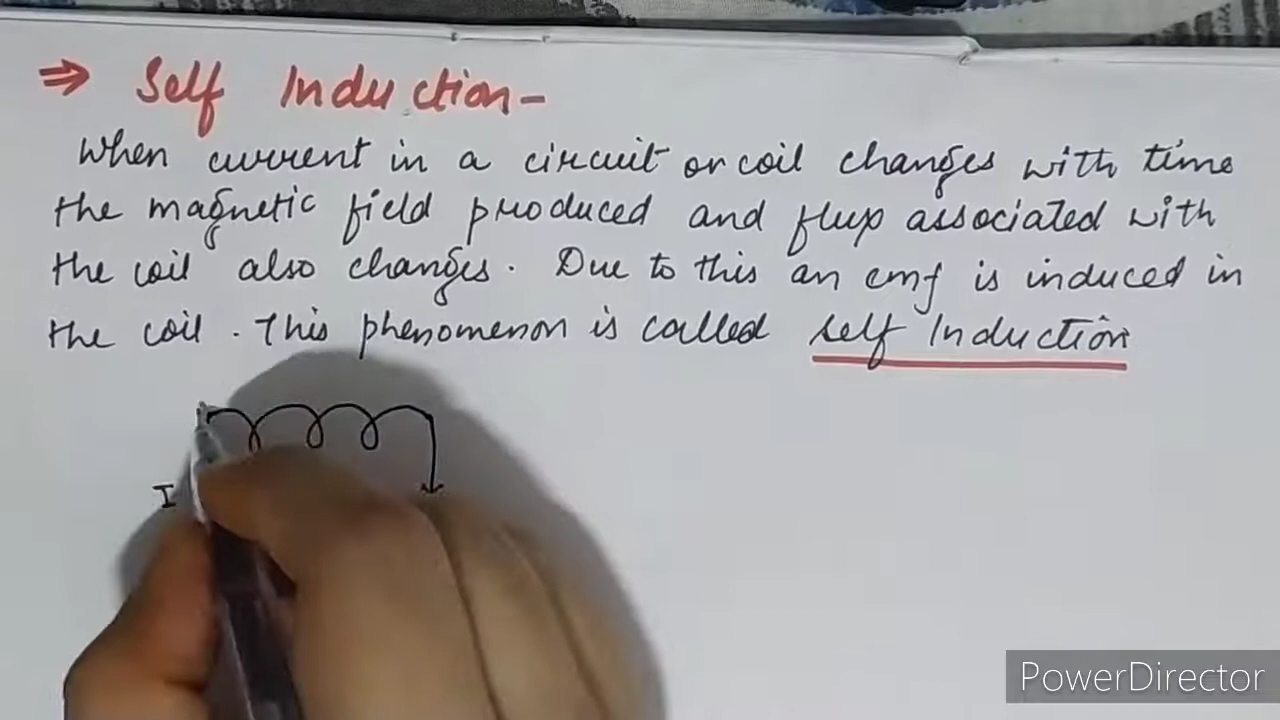 ⇒ Self Induction-
When current in a circuit or coil changes with time
the magnetic field produced and flux associated with
the coil also changes. Due to this an emf is induced in
the coil. This phenomenon is called self Induction
I
PowerDirector